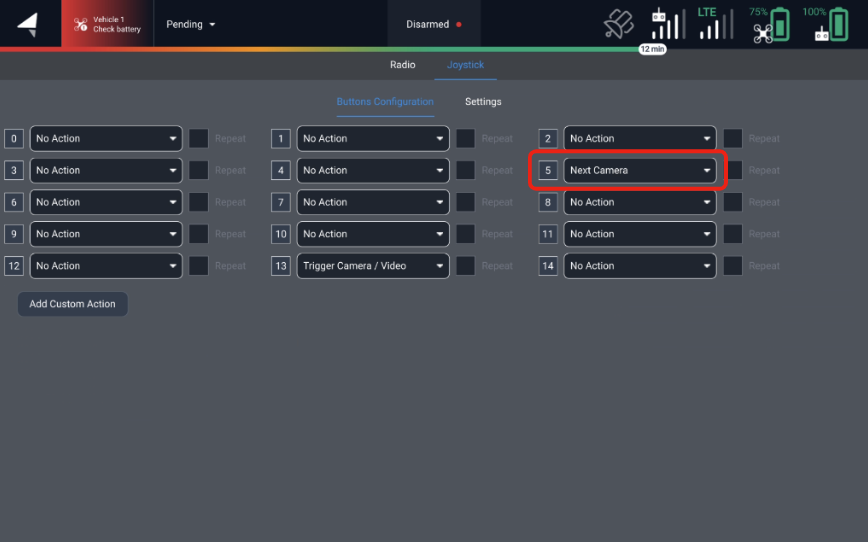 Vehicle 1
Check battery
Pending
Disarmed
LTE
75%
100%
12 min
Radio
Joystick
Buttons Configuration
Settings
0 No Action Repeat 1 No Action Repeat 2 No Action Repeat
3 No Action Repeat 4 No Action Repeat 5 Next Camera Repeat
6 No Action Repeat 7 No Action Repeat 8 No Action Repeat
9 No Action Repeat 10 No Action Repeat 11 No Action Repeat
12 No Action Repeat 13 Trigger Camera / Video Repeat 14 No Action Repeat
Add Custom Action